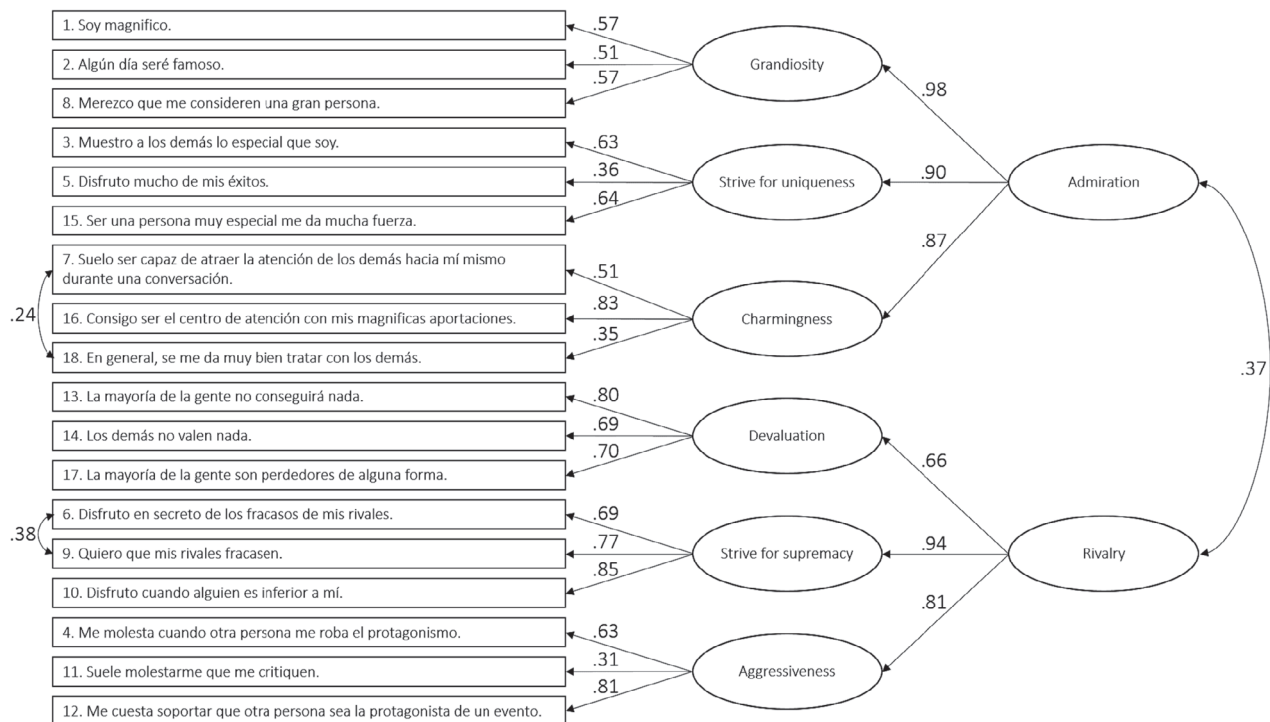 1. Soy magnifico.
.57
2. Algún día seré famoso.
.51
Grandiosity
8. Merezco que me consideren una gran persona.
.57
.98
3. Muestro a los demás lo especial que soy.
.63
5. Disfruto mucho de mis éxitos.
.36
Strive for uniqueness
.90
Admiration
15. Ser una persona muy especial me da mucha fuerza.
.64
.87
7. Suelo ser capaz de atraer la atención de los demás hacia mí mismo
durante una conversación.
.51
.24
16. Consigo ser el centro de atención con mis magnificas aportaciones.
.83
Charmingness
18. En general, se me da muy bien tratar con los demás.
.35
.37
13. La mayoría de la gente no conseguirá nada.
.80
14. Los demás no valen nada.
.69
Devaluation
17. La mayoría de la gente son perdedores de alguna forma.
.70
.66
6. Disfruto en secreto de los fracasos de mis rivales.
.69
.38
9. Quiero que mis rivales fracasen.
.77
Strive for supremacy
.94
Rivalry
10. Disfruto cuando alguien es inferior a mí.
.85
.81
4. Me molesta cuando otra persona me roba el protagonismo.
.63
11. Suele molestarme que me critiquen.
.31
Aggressiveness
12. Me cuesta soportar que otra persona sea la protagonista de un evento.
.81